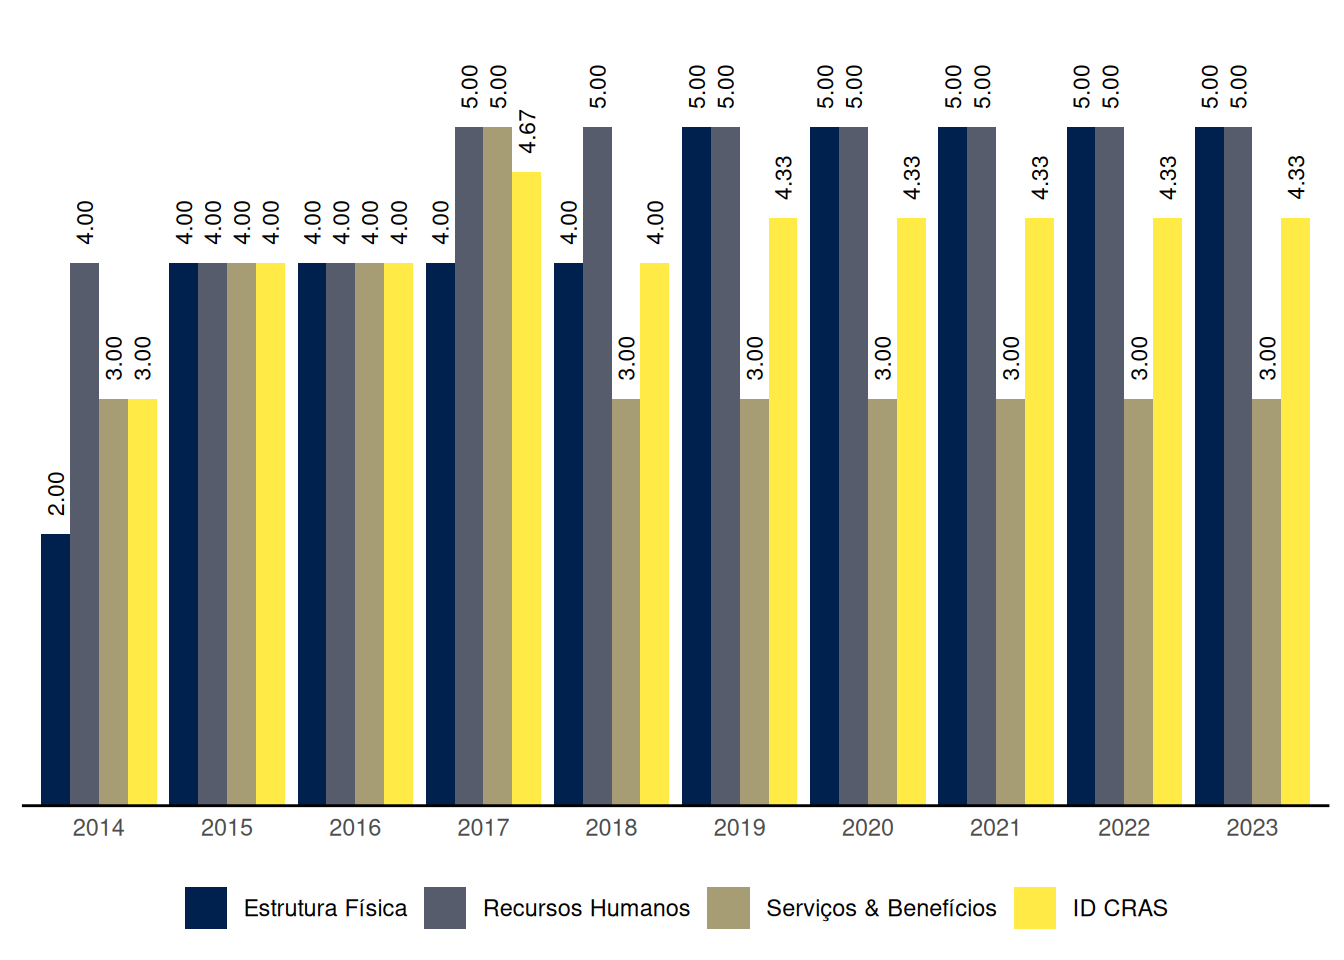 5.00 5.00 5.00 5.00 5.00 5.00 5.00 5.00 5.00 5.00 5.00 5.00 5.00
4.67
4.33 4.33 4.33 4.33 4.33
4.00 4.00 4.00 4.00 4.00 4.00 4.00 4.00 4.00 4.00 4.00 4.00
3.00 3.00 3.00 3.00 3.00 3.00 3.00 3.00
2.00
2014 2015 2016 2017 2018 2019 2020 2021 2022 2023
Estrutura Física Recursos Humanos Serviços & Benefícios ID CRAS